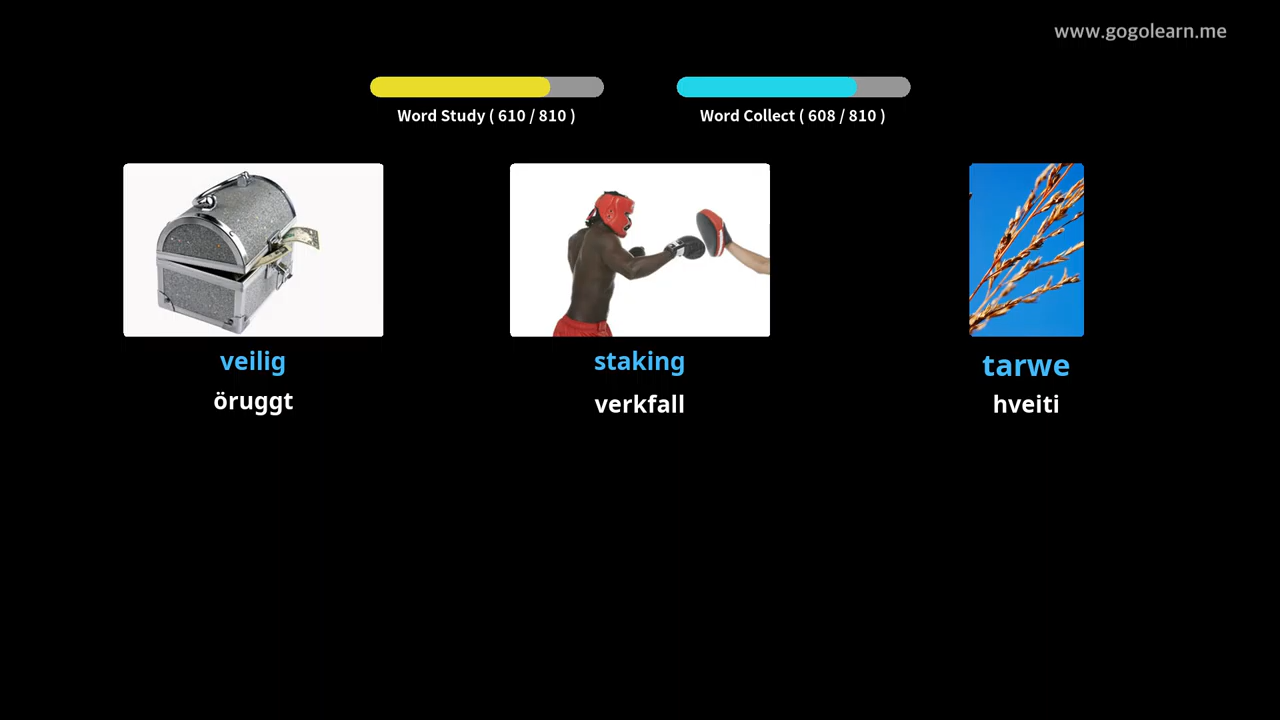 www.gogolearn.me
Word Study ( 610 / 810 )
Word Collect ( 608 / 810 )
veilig
öruggt
staking
verkfall
tarwe
hveiti